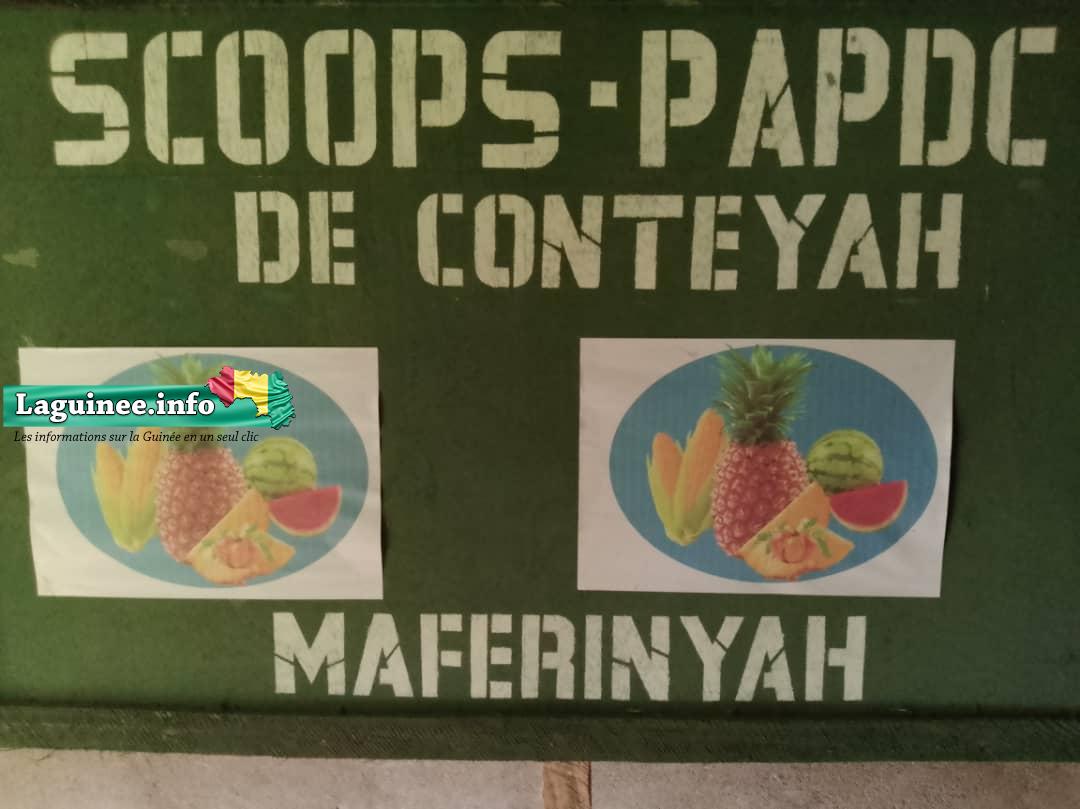 SCOOPS-PAPDC
DE CONTEYAH
Laguinee.info
Les informations sur la Guinée en un seul clic
MAFERINYAH